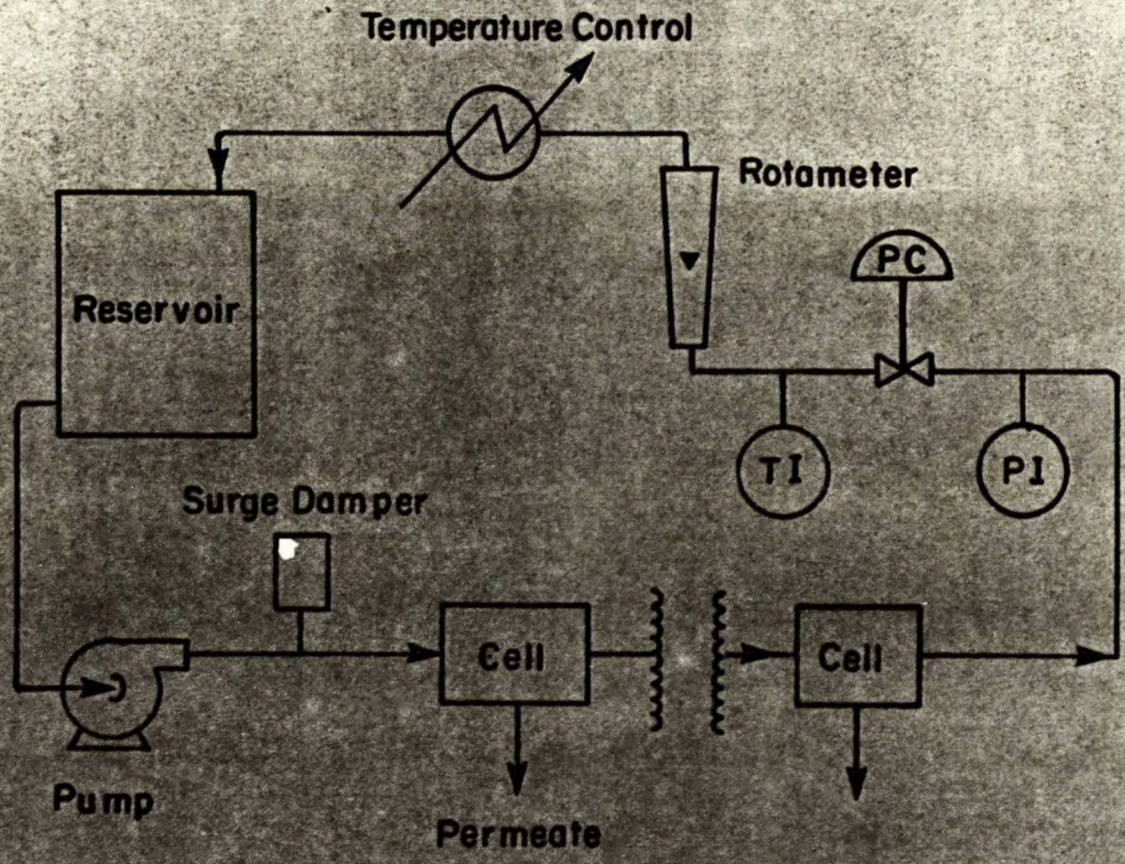 Temperature Control
Rotameter
PC
Reservoir
TI
PI
Surge Damper
Cell
Cell
Pump
Permeate